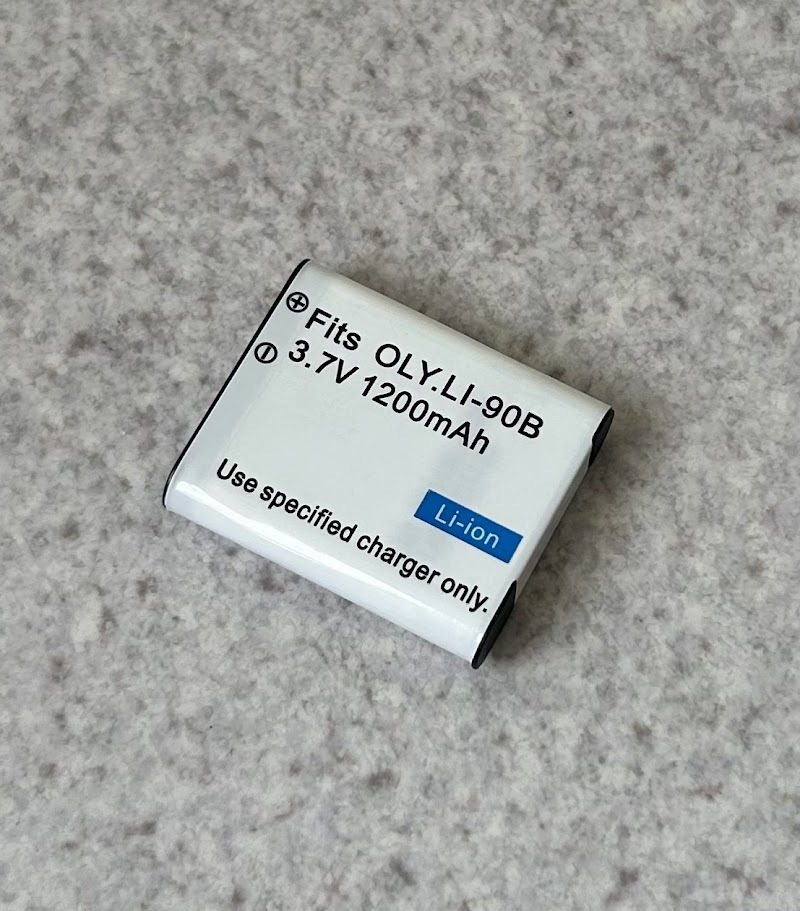 ⊕ Fits OLY.LI-90B
⊖ 3.7V 1200mAh
Li-ion
Use specified charger only.